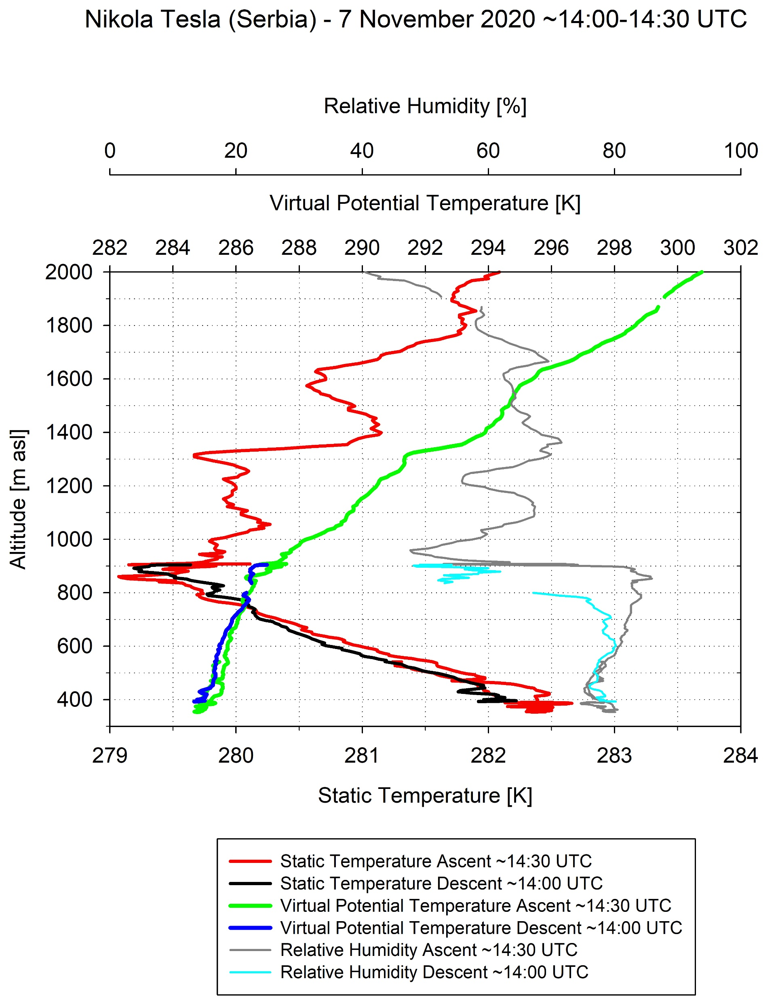 Nikola Tesla (Serbia) - 7 November 2020 ~14:00-14:30 UTC
Relative Humidity [%]
0 20 40 60 80 100
Virtual Potential Temperature [K]
282 284 286 288 290 292 294 296 298 300 302
2000
1800
1600
1400
1200
1000
800
600
400
Altitude [m asl]
279 280 281 282 283 284
Static Temperature [K]
Static Temperature Ascent ~14:30 UTC
Static Temperature Descent ~14:00 UTC
Virtual Potential Temperature Ascent ~14:30 UTC
Virtual Potential Temperature Descent ~14:00 UTC
Relative Humidity Ascent ~14:30 UTC
Relative Humidity Descent ~14:00 UTC